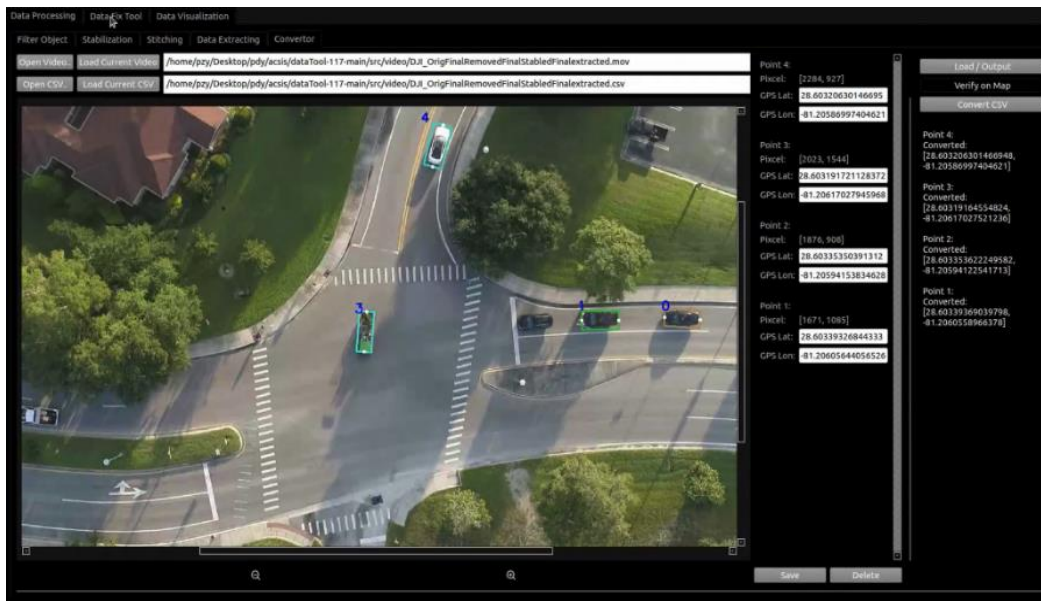 Data Processing Data Fix Tool Data Visualization
Filter Object Stabilization Stitching Data Extracting Convertor
Open Video.. Load Current Video /home/pzy/Desktop/pdy/acsis/dataTool-117-main/src/video/DJI_OrigFinalRemovedFinalStabledFinalextracted.mov
Open CSV.. Load Current CSV /home/pzy/Desktop/pdy/acsis/dataTool-117-main/src/video/DJI_OrigFinalRemovedFinalStabledFinalextracted.csv
4
3
1
0
Point 4:
Pixcel: [2284, 927]
GPS Lat: 28.60320630146695
GPS Lon: -81.20586997404621
Point 3:
Pixcel: [2023, 1544]
GPS Lat: 28.603191721128372
GPS Lon: -81.20617027945968
Point 2:
Pixcel: [1876, 908]
GPS Lat: 28.60335350391312
GPS Lon: -81.20594153834628
Point 1:
Pixcel: [1671, 1085]
GPS Lat: 28.60339326844333
GPS Lon: -81.20605644056526
Save Delete
Load / Output
Verify on Map
Convert CSV
Point 4:
Converted:
[28.603206301466948,
-81.20586997404621]
Point 3:
Converted:
[28.60319164554824,
-81.20617027521236]
Point 2:
Converted:
[28.603353622249582,
-81.20594122541713]
Point 1:
Converted:
[28.60339369039798,
-81.2060558966378]